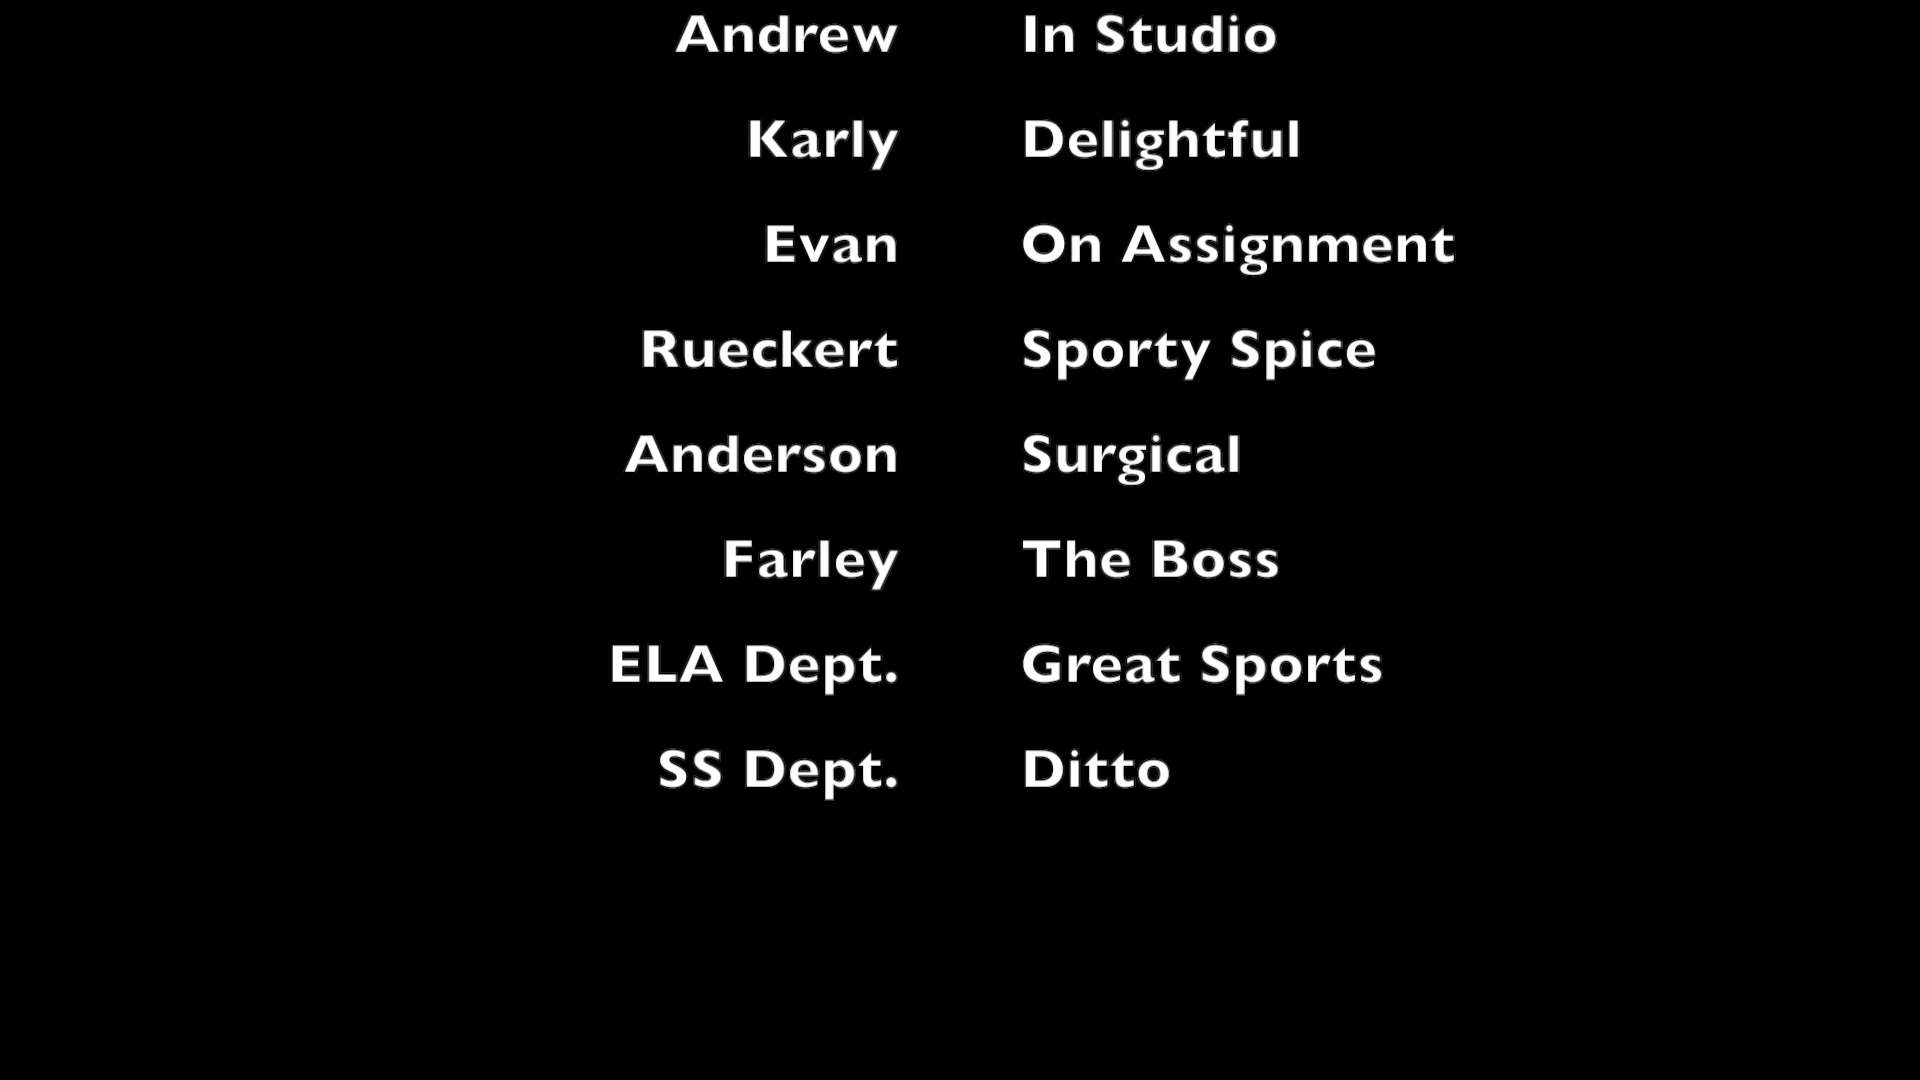 Andrew In Studio
Karly Delightful
Evan On Assignment
Rueckert Sporty Spice
Anderson Surgical
Farley The Boss
ELA Dept. Great Sports
SS Dept. Ditto